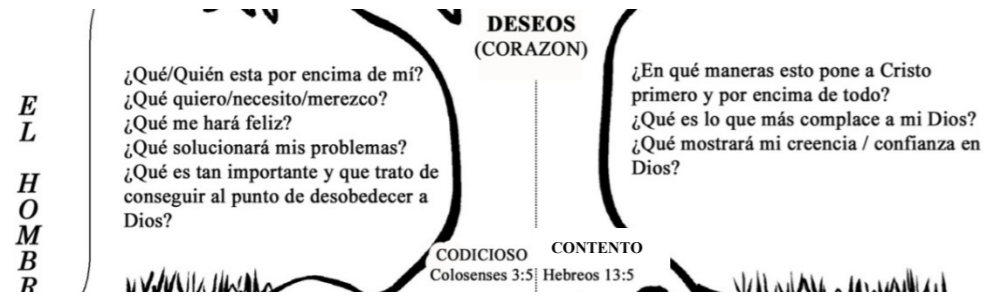 DESEOS
(CORAZON)
EL HOMBR
¿Qué/Quién esta por encima de mí?
¿Qué quiero/necesito/merezco?
¿Qué me hará feliz?
¿Qué solucionará mis problemas?
¿Qué es tan importante y que trato de
conseguir al punto de desobedecer a
Dios?
¿En qué maneras esto pone a Cristo
primero y por encima de todo?
¿Qué es lo que más complace a mi Dios?
¿Qué mostrará mi creencia / confianza en
Dios?
CODICIOSO
Colosenses 3:5
CONTENTO
Hebreos 13:5